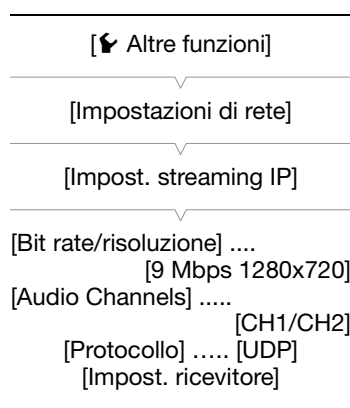 [Altre funzioni]
[Impostazioni di rete]
[Impost. streaming IP]
[Bit rate/risoluzione] ....
[9 Mbps 1280x720]
[Audio Channels] .....
[CH1/CH2]
[Protocollo] ..... [UDP]
[Impost. ricevitore]